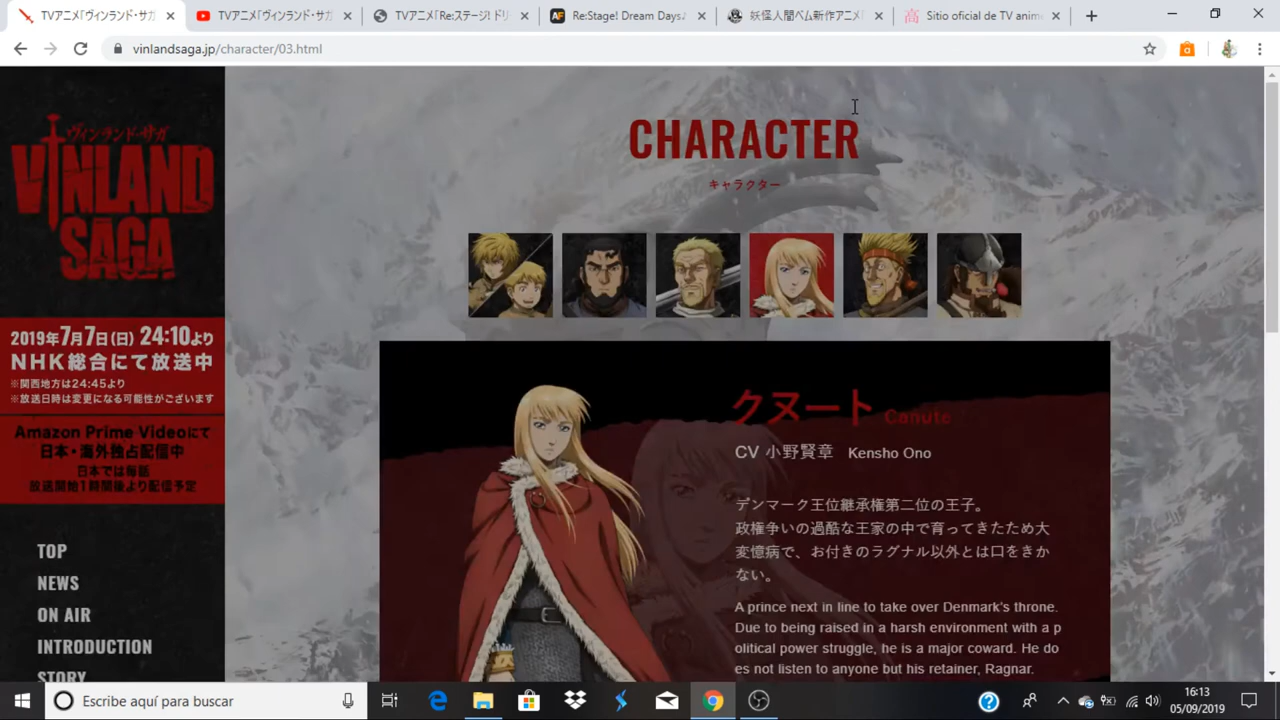 TVアニメ「ヴィンランド・サガ
TVアニメ「ヴィンランド・サガ
TVアニメ「Re:ステージ! ドリ
Re:Stage! Dream Days♪
妖怪人間ベム新作アニメ「
Sitio oficial de TV anime
vinlandsaga.jp/character/03.html
ヴィンランド・サガ
VINLAND
SAGA
2019年7月7日(日) 24:10より
NHK総合にて放送中
※関西地方は24:45より
※放送日時は変更になる可能性がございます
Amazon Prime Videoにて
日本・海外独占配信中
日本では毎話
放送開始1時間後より配信予定
TOP
NEWS
ON AIR
INTRODUCTION
STORY
CHARACTER
キャラクター
クヌート Canute
CV 小野賢章 Kensho Ono
デンマーク王位継承権第二位の王子。
政権争いの過酷な王家の中で育ってきたため大
変憶病で、お付きのラグナル以外とは口をきか
ない。
A prince next in line to take over Denmark's throne.
Due to being raised in a harsh environment with a p
olitical power struggle, he is a major coward. He do
es not listen to anyone but his retainer, Ragnar.
Escribe aquí para buscar
16:13
05/09/2019